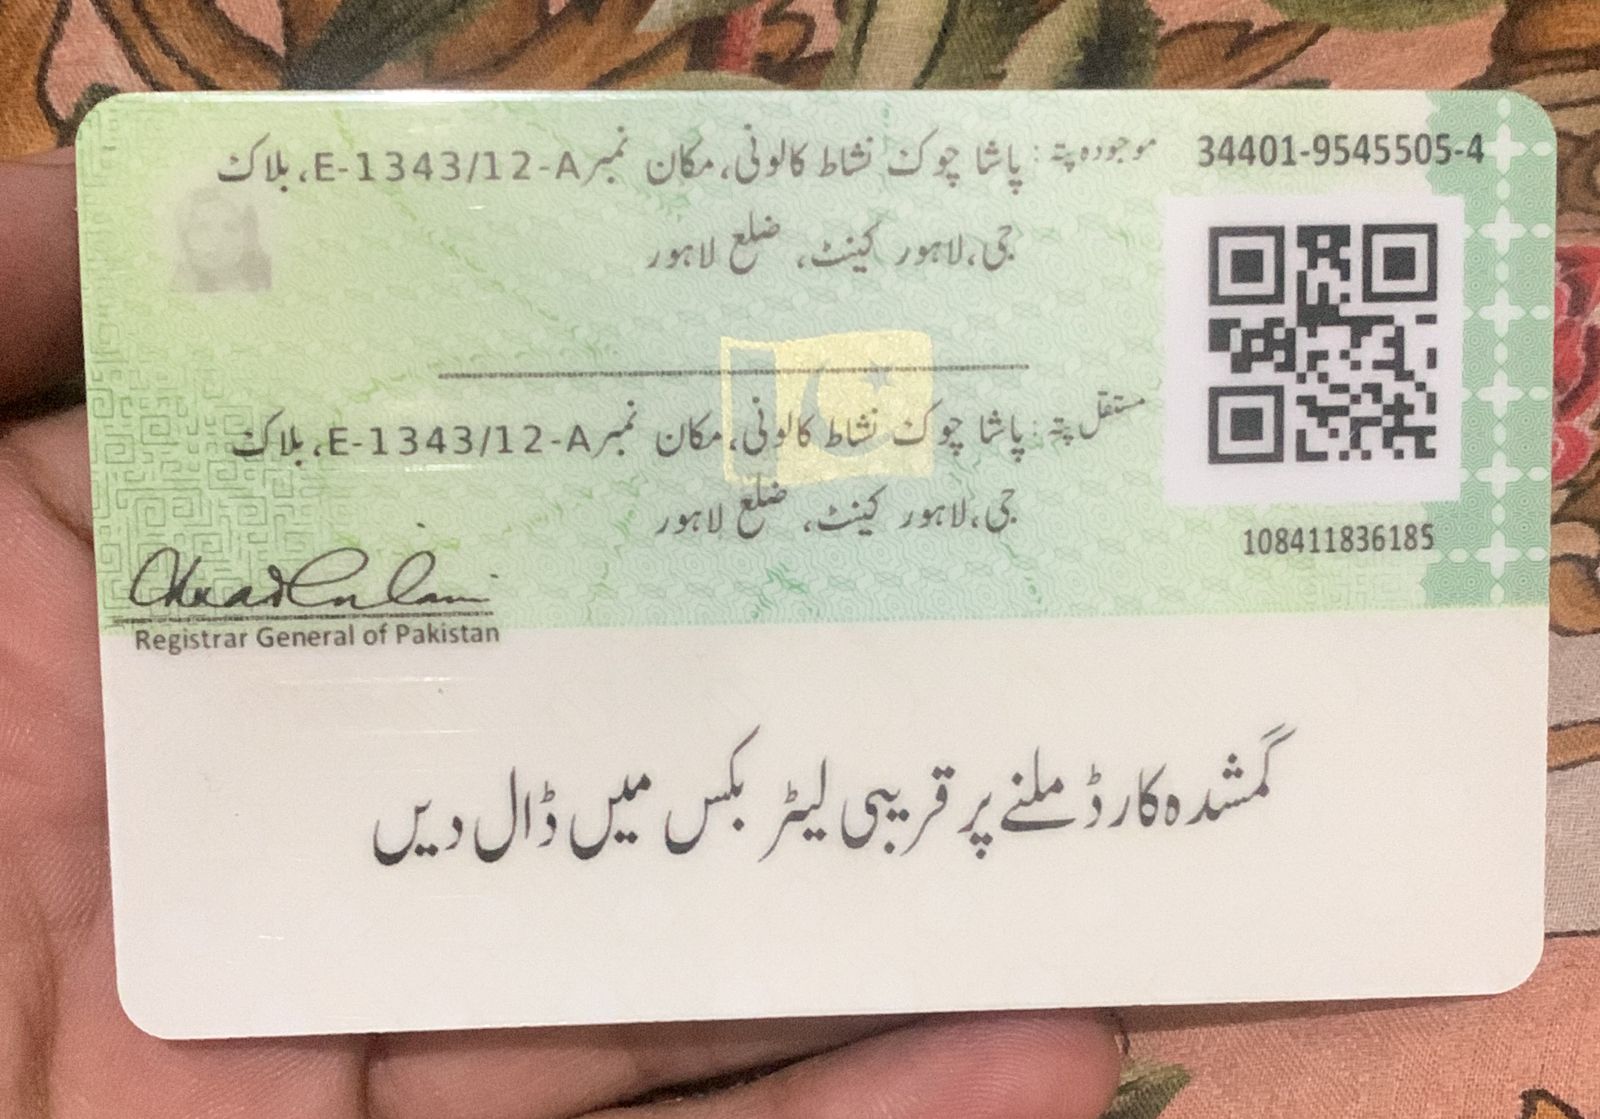 34401-9545505-4
موجودہ پتہ: پاشا چوک نشاط کالونی، مکان نمبر E-1343/12-A، بلاک
جی، لاہور کینٹ، ضلع لاہور
مستقل پتہ: پاشا چوک نشاط کالونی، مکان نمبر E-1343/12-A، بلاک
جی، لاہور کینٹ، ضلع لاہور
108411836185
Registrar General of Pakistan
گمشدہ کارڈ ملنے پر قریبی لیٹر بکس میں ڈال دیں